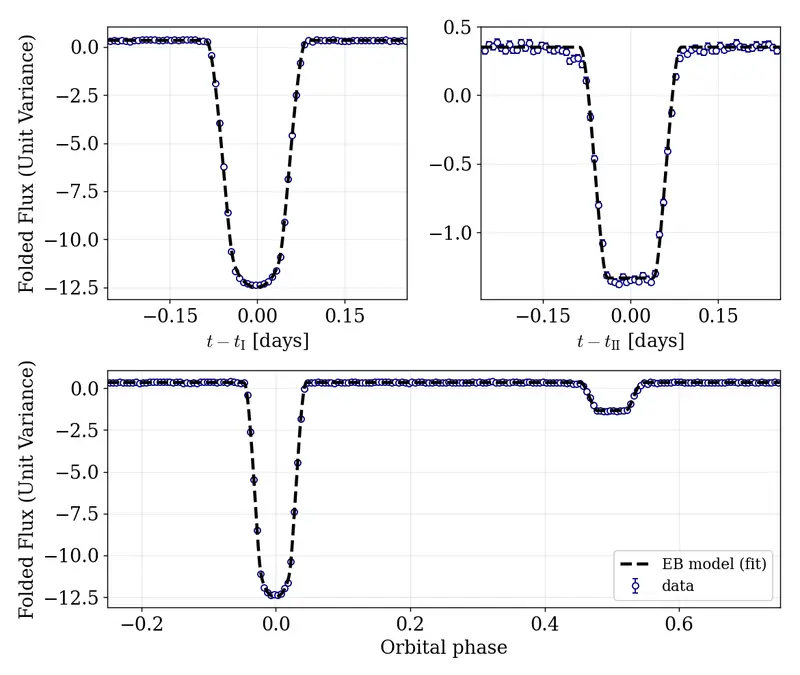 Folded Flux (Unit Variance)
0.0
−2.5
−5.0
−7.5
−10.0
−12.5
−0.15 0.00 0.15
t − t_I [days]
0.5
0.0
−0.5
−1.0
−0.15 0.00 0.15
t − t_II [days]
Folded Flux (Unit Variance)
0.0
−2.5
−5.0
−7.5
−10.0
−12.5
EB model (fit)
data
−0.2 0.0 0.2 0.4 0.6
Orbital phase